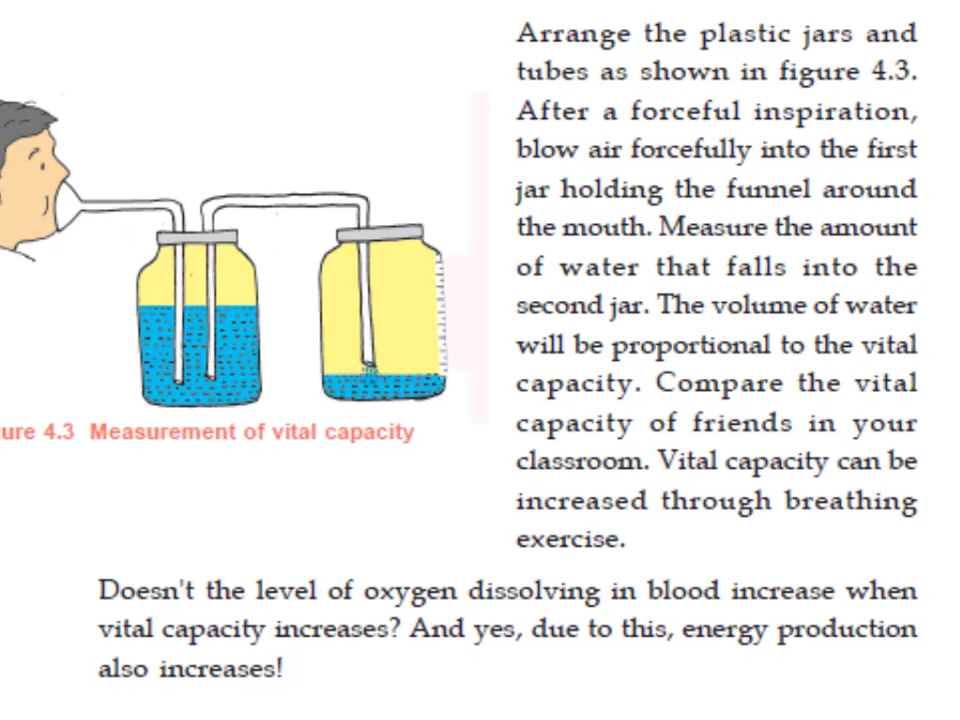 Arrange the plastic jars and
tubes as shown in figure 4.3.
After a forceful inspiration,
blow air forcefully into the first
jar holding the funnel around
the mouth. Measure the amount
of water that falls into the
second jar. The volume of water
will be proportional to the vital
capacity. Compare the vital
capacity of friends in your
classroom. Vital capacity can be
increased through breathing
exercise.
ure 4.3 Measurement of vital capacity
Doesn't the level of oxygen dissolving in blood increase when
vital capacity increases? And yes, due to this, energy production
also increases!